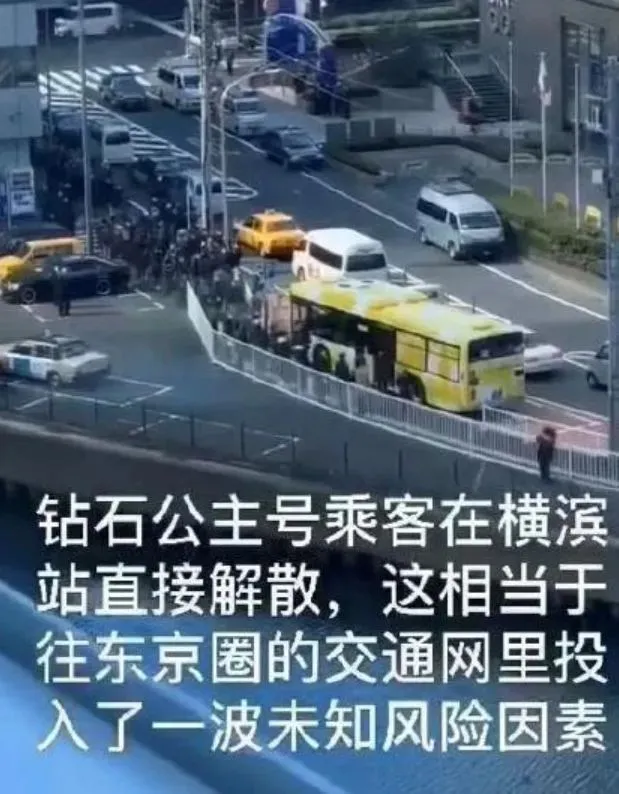 钻石公主号乘客在横滨
站直接解散，这相当于
往东京圈的交通网里投
入了一波未知风险因素